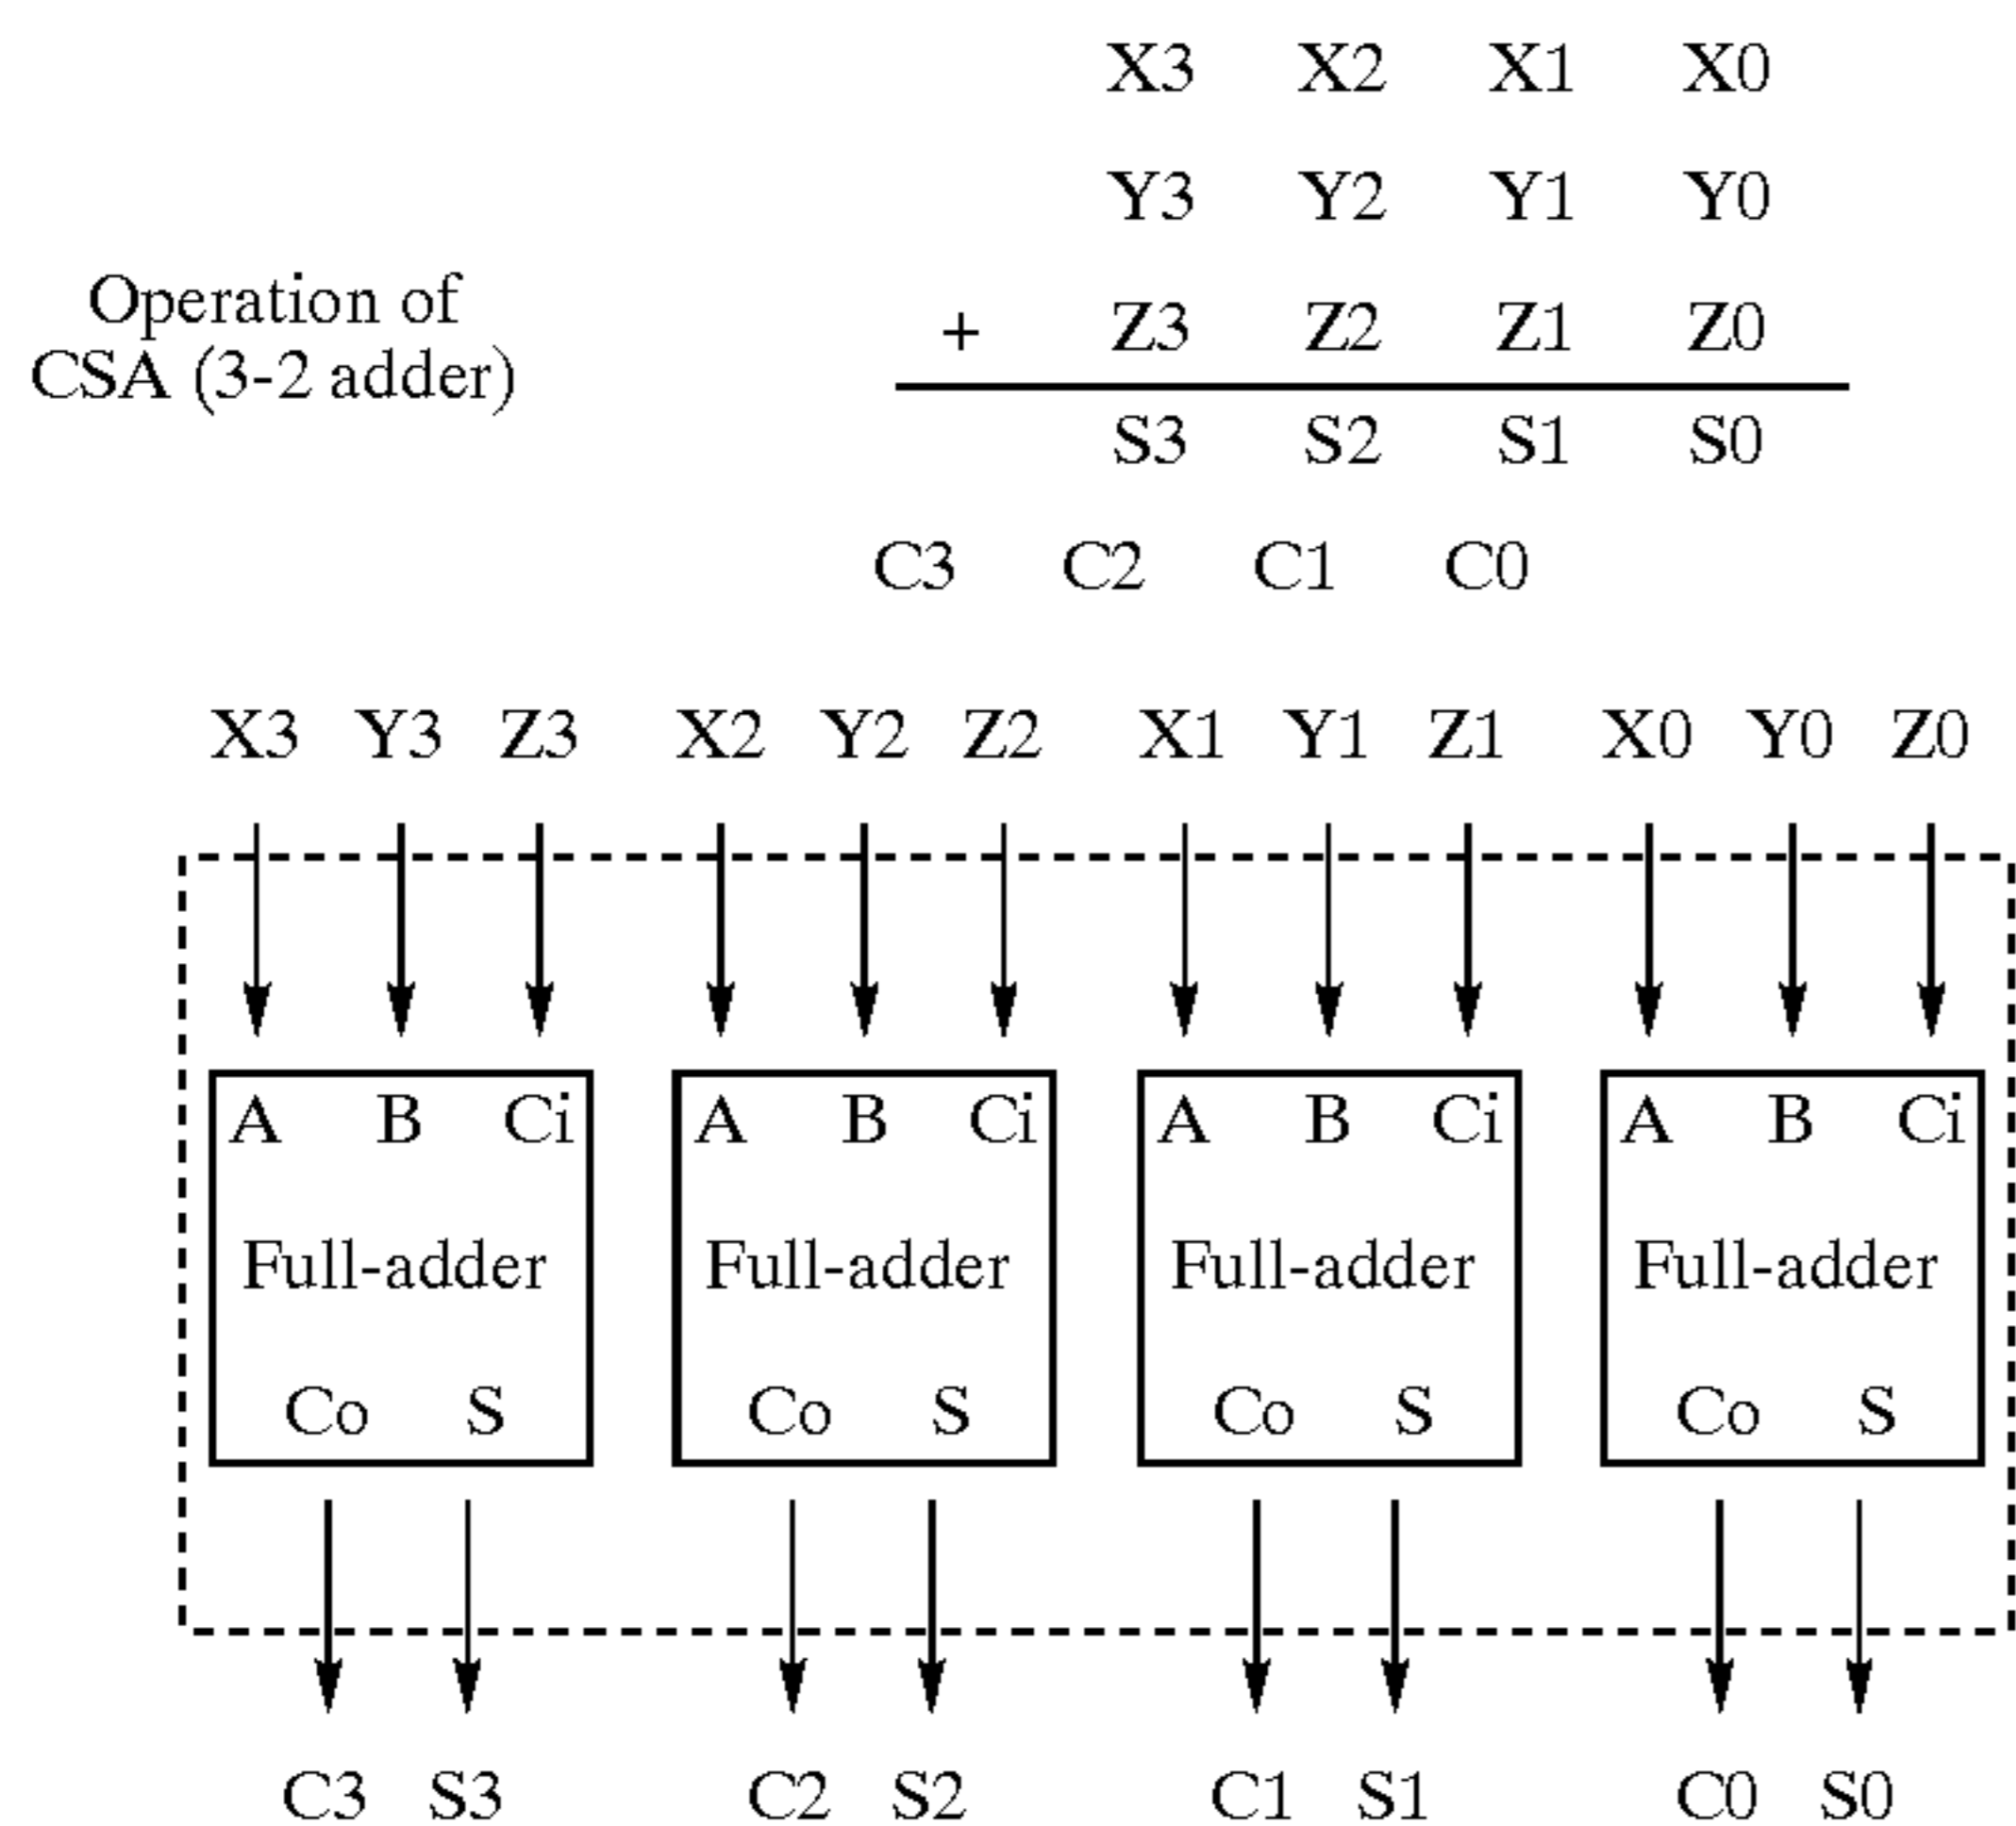 X3 X2 X1 X0
Y3 Y2 Y1 Y0
Operation of
CSA (3-2 adder)
+ Z3 Z2 Z1 Z0
S3 S2 S1 S0
C3 C2 C1 C0
X3 Y3 Z3 X2 Y2 Z2 X1 Y1 Z1 X0 Y0 Z0
A B Ci A B Ci A B Ci A B Ci
Full-adder Full-adder Full-adder Full-adder
Co S Co S Co S Co S
C3 S3 C2 S2 C1 S1 C0 S0